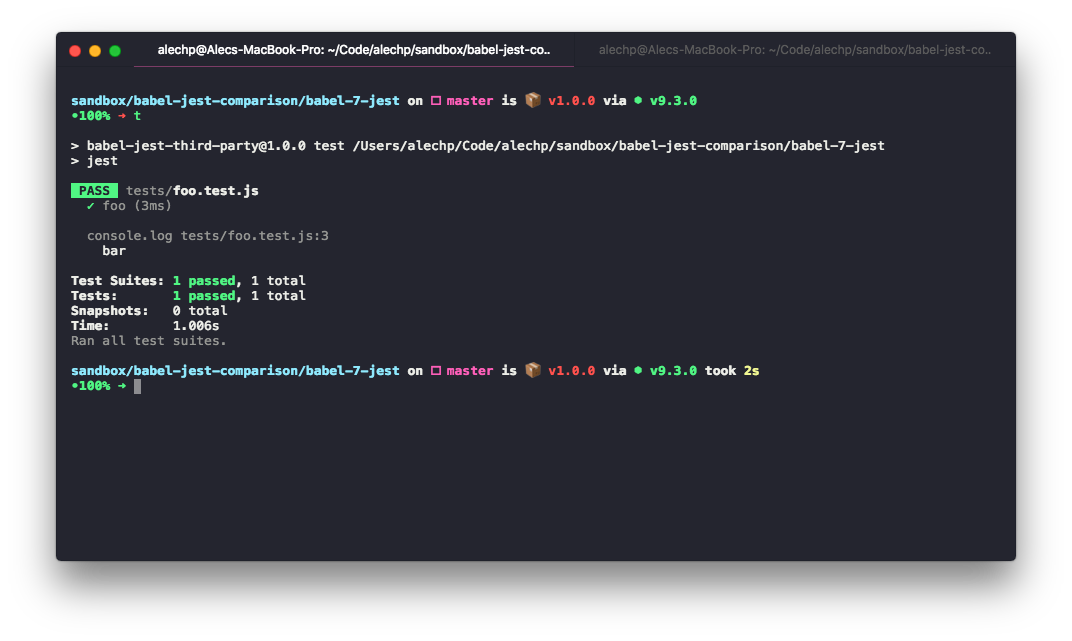 alechp@Alecs-MacBook-Pro: ~/Code/alechp/sandbox/babel-jest-co..
alechp@Alecs-MacBook-Pro: ~/Code/alechp/sandbox/babel-jest-co..
sandbox/babel-jest-comparison/babel-7-jest on master is 📦 v1.0.0 via ⬢ v9.3.0
•100% ➜ t
> babel-jest-third-party@1.0.0 test /Users/alechp/Code/alechp/sandbox/babel-jest-comparison/babel-7-jest
> jest
PASS tests/foo.test.js
✓ foo (3ms)
console.log tests/foo.test.js:3
bar
Test Suites: 1 passed, 1 total
Tests: 1 passed, 1 total
Snapshots: 0 total
Time: 1.006s
Ran all test suites.
sandbox/babel-jest-comparison/babel-7-jest on master is 📦 v1.0.0 via ⬢ v9.3.0 took 2s
•100% ➜